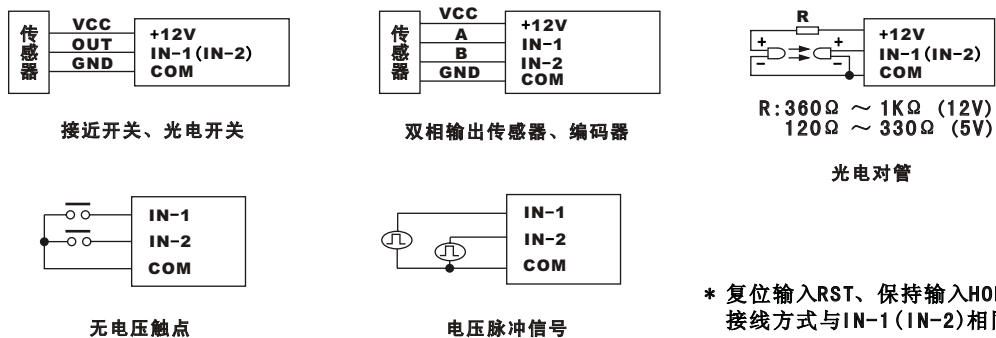 传感器
VCC
OUT
GND
+12V
IN-1(IN-2)
COM
接近开关、光电开关
传感器
VCC
A
B
GND
+12V
IN-1
IN-2
COM
双相输出传感器、编码器
R
+
+
−
−
+12V
IN-1(IN-2)
COM
R:360Ω ～ 1KΩ (12V)
120Ω ～ 330Ω (5V)
光电对管
IN-1
IN-2
COM
无电压触点
IN-1
IN-2
COM
电压脉冲信号
* 复位输入RST、保持输入HO
接线方式与IN-1(IN-2)相